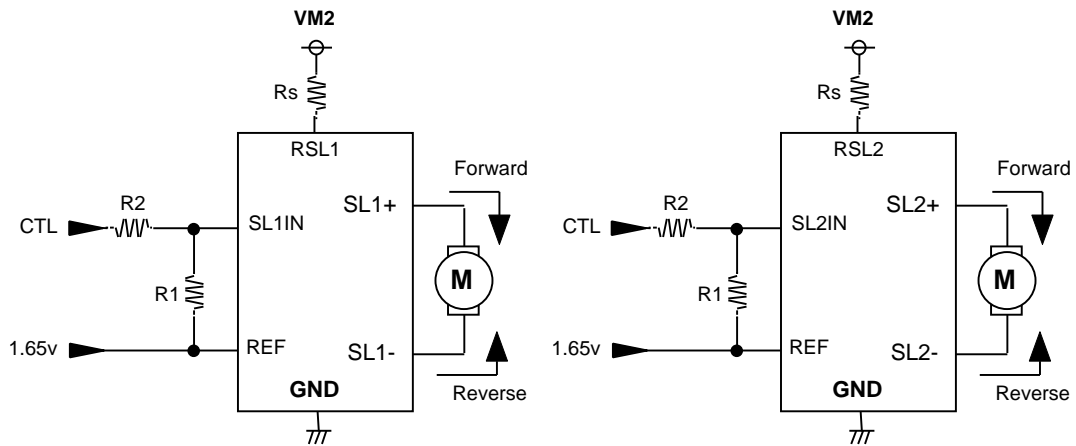 VM2
Rs
RSL1
Forward
R2
SL1+
CTL
SL1IN
M
R1
1.65v
REF
SL1-
GND
Reverse
VM2
Rs
RSL2
Forward
R2
SL2+
CTL
SL2IN
M
R1
1.65v
REF
SL2-
GND
Reverse